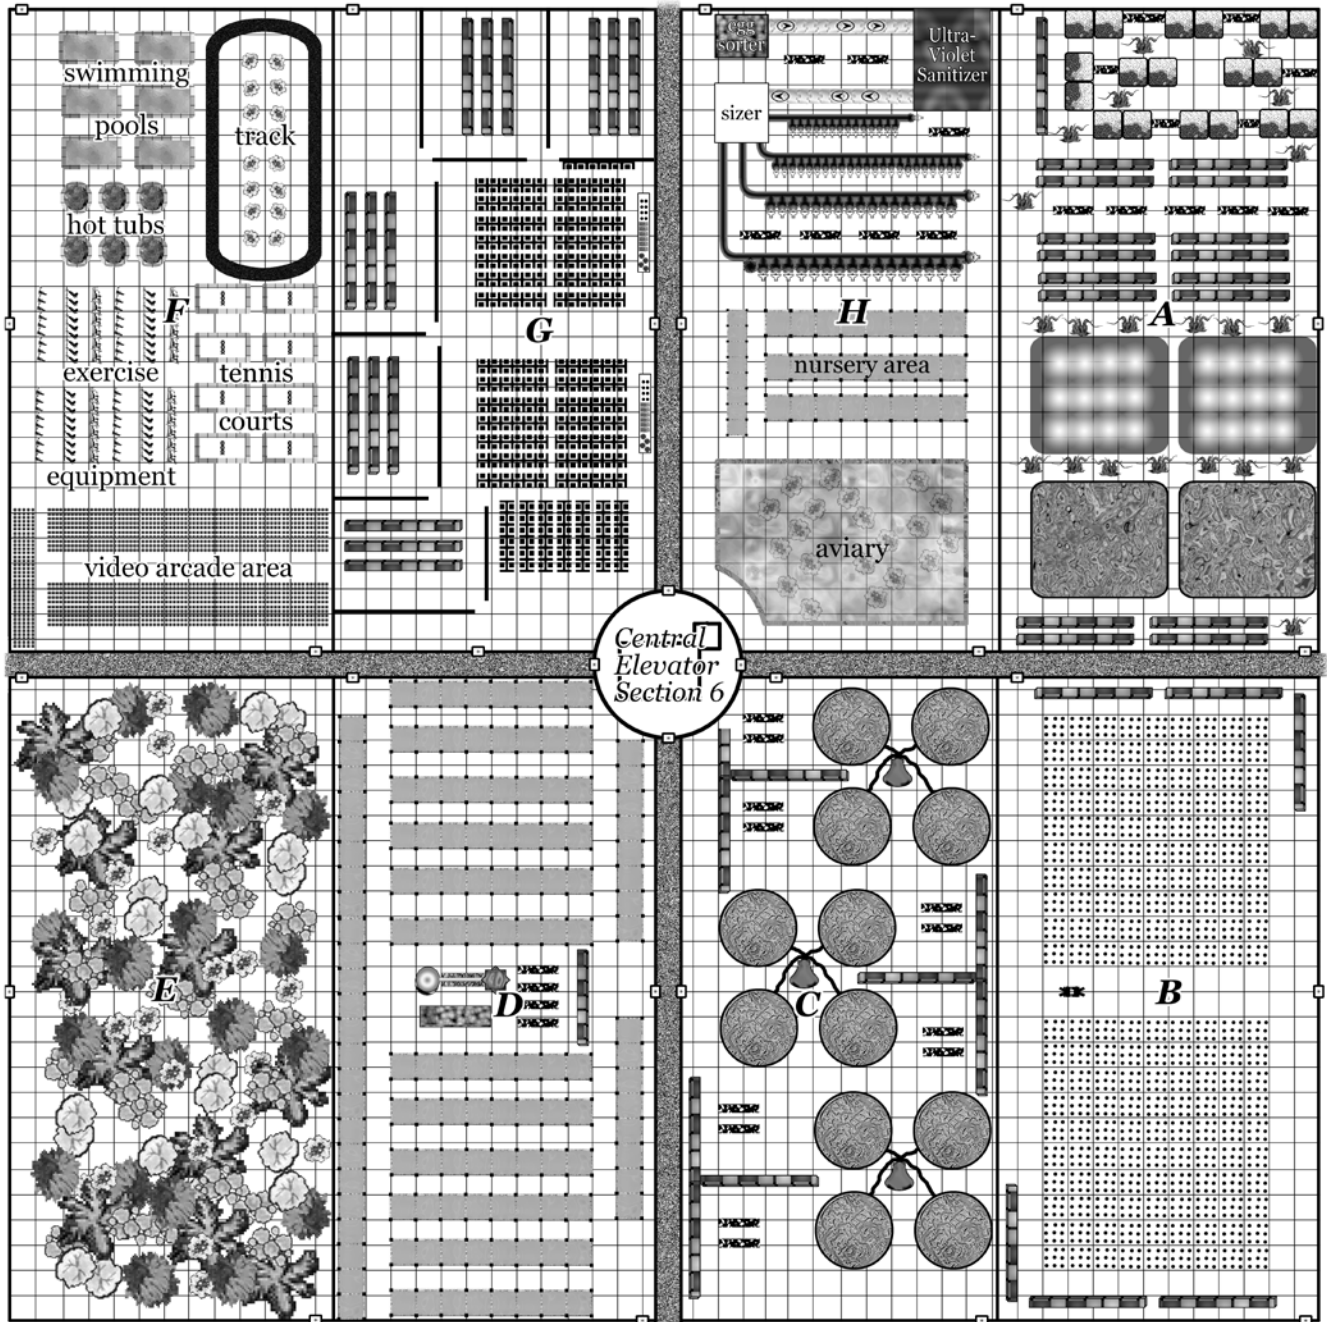 swimming
pools
hot tubs
track
F
exercise
equipment
tennis
courts
video arcade area
G
egg
sorter
Ultra-
Violet
Sanitizer
sizer
H
nursery area
aviary
A
Central
Elevator
Section 6
E
D
C
B